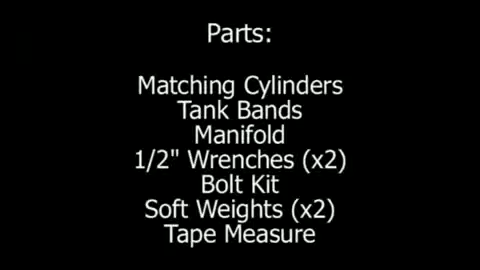 Parts:
Matching Cylinders
Tank Bands
Manifold
1/2" Wrenches (x2)
Bolt Kit
Soft Weights (x2)
Tape Measure